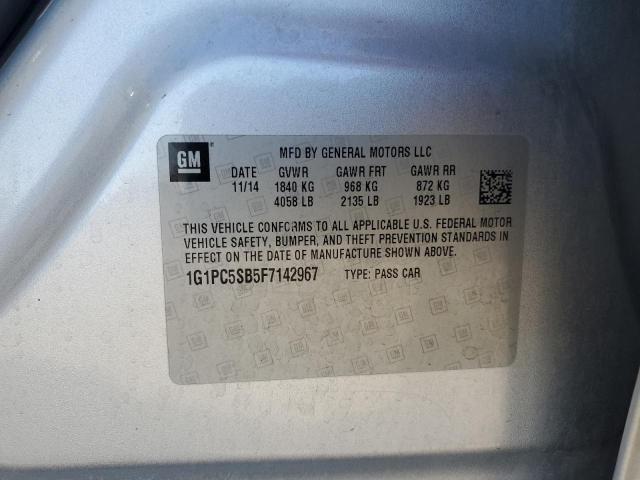 GM MFD BY GENERAL MOTORS LLC
DATE GVWR GAWR FRT GAWR RR
11/14 1840 KG 968 KG 872 KG
4058 LB 2135 LB 1923 LB
THIS VEHICLE CONFORMS TO ALL APPLICABLE U.S. FEDERAL MOTOR
VEHICLE SAFETY, BUMPER, AND THEFT PREVENTION STANDARDS IN
EFFECT ON THE DATE OF MANUFACTURE SHOWN ABOVE.
1G1PC5SB5F7142967 TYPE: PASS CAR